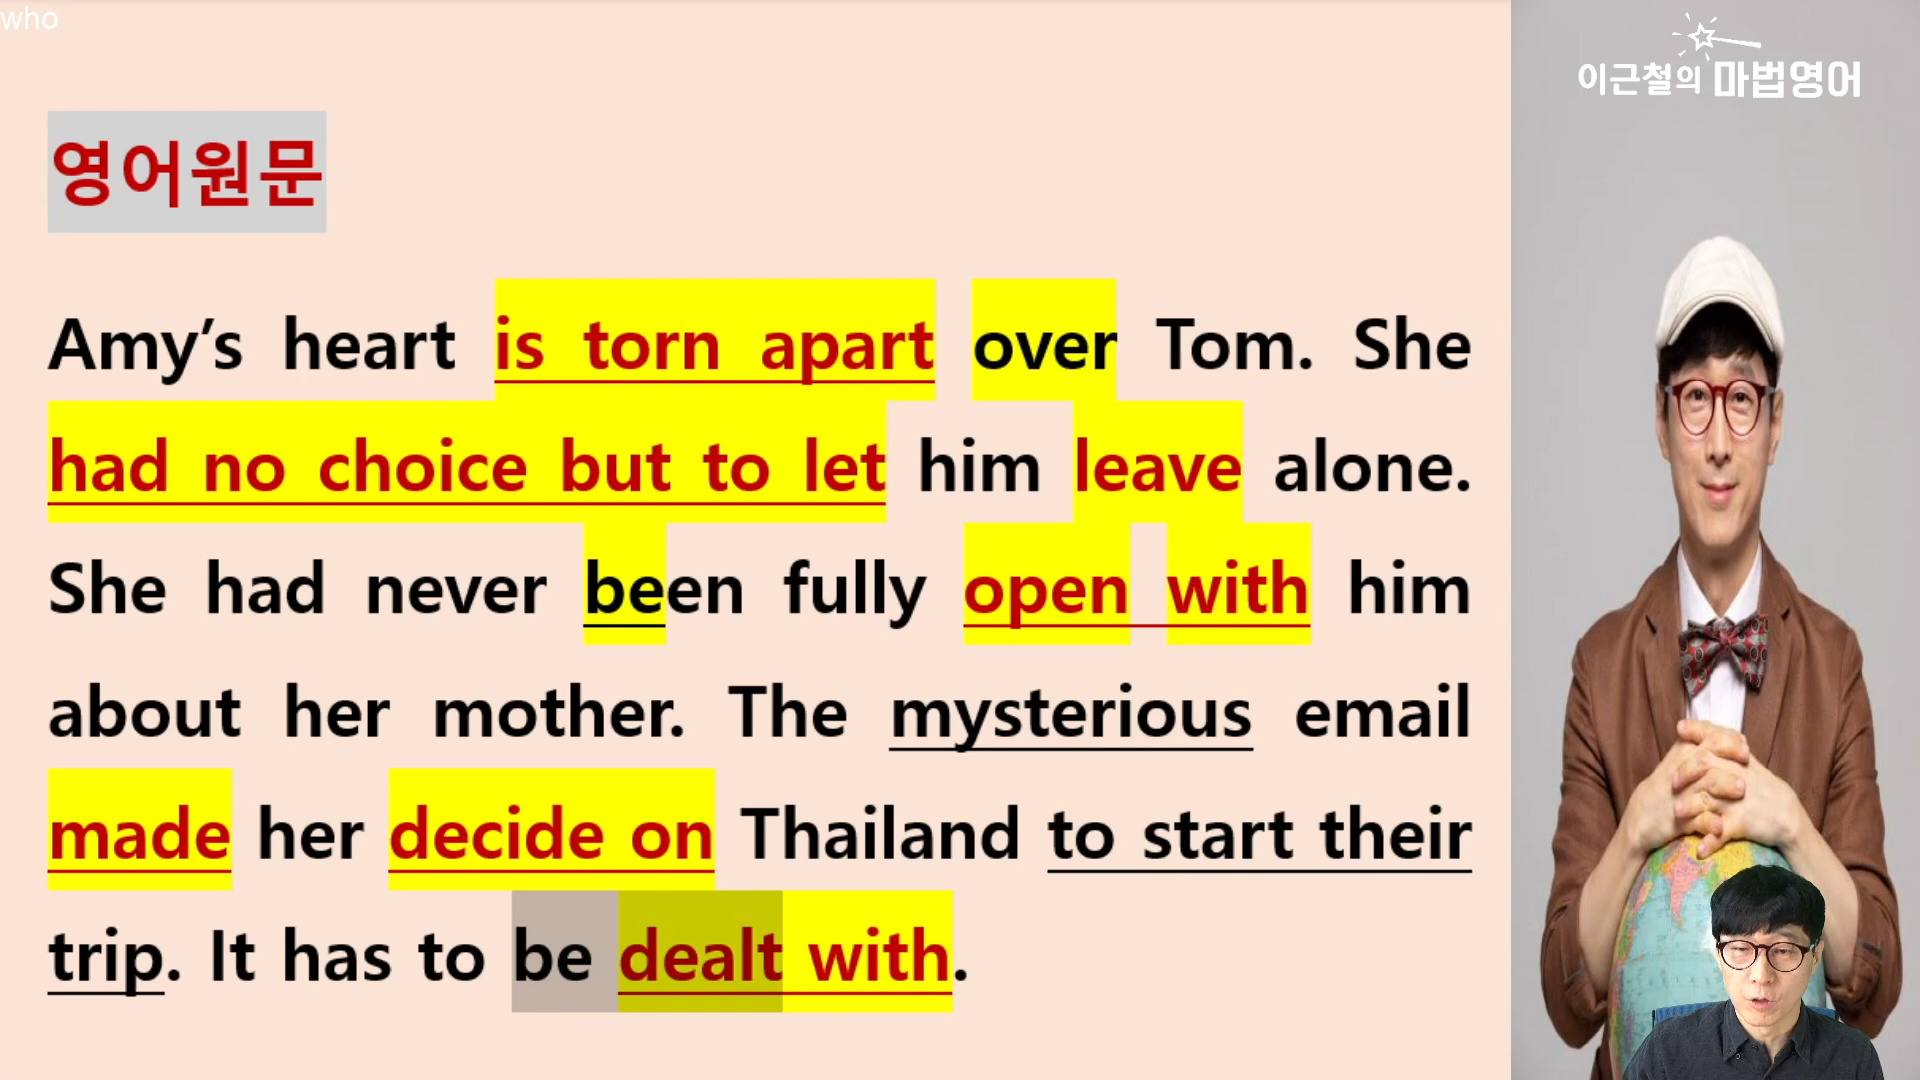 who
이근철의 마법영어
영어원문
Amy’s heart is torn apart over Tom. She
had no choice but to let him leave alone.
She had never been fully open with him
about her mother. The mysterious email
made her decide on Thailand to start their
trip. It has to be dealt with.